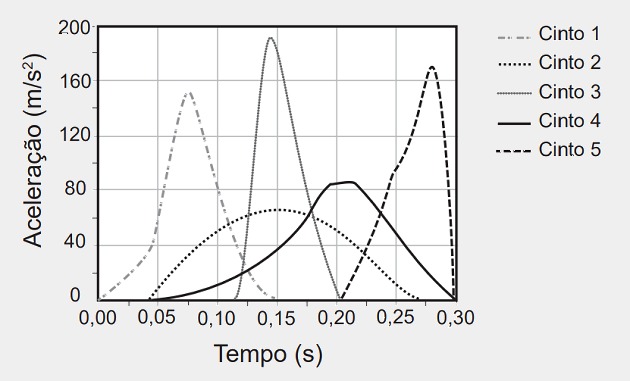 Aceleração (m/s²)
200
160
120
80
40
0
0,00 0,05 0,10 0,15 0,20 0,25 0,30
Tempo (s)
Cinto 1
Cinto 2
Cinto 3
Cinto 4
Cinto 5